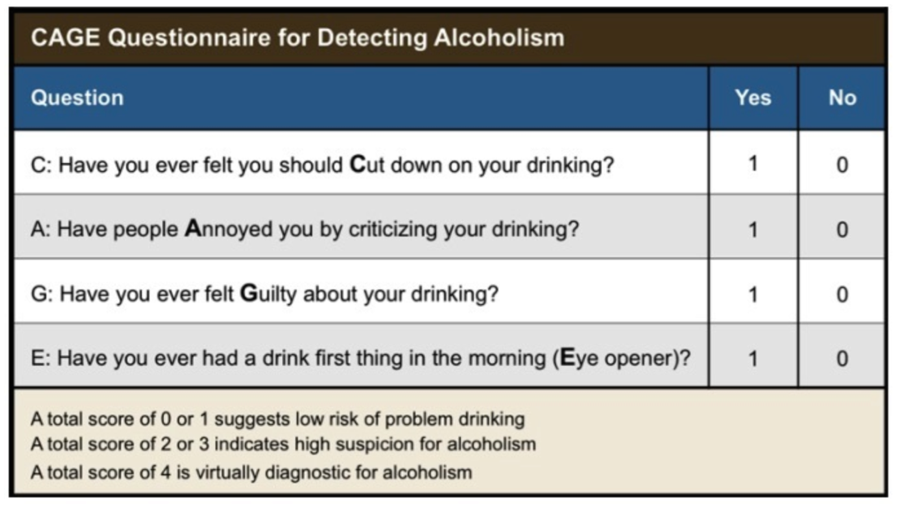 CAGE Questionnaire for Detecting Alcoholism
Question Yes No
C: Have you ever felt you should Cut down on your drinking? 1 0
A: Have people Annoyed you by criticizing your drinking? 1 0
G: Have you ever felt Guilty about your drinking? 1 0
E: Have you ever had a drink first thing in the morning (Eye opener)? 1 0
A total score of 0 or 1 suggests low risk of problem drinking
A total score of 2 or 3 indicates high suspicion for alcoholism
A total score of 4 is virtually diagnostic for alcoholism